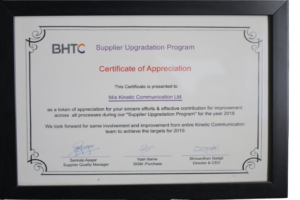 BHTC Supplier Upgradation Program
Certificate of Appreciation
This Certificate is presented to
M/s Kinetic Communication Ltd.
as a token of appreciation for your sincere efforts & effective contribution for improvement
across all processes during our "Supplier Upgradation Program" for the year 2018
We look forward for same involvement and improvement from entire Kinetic Communication
team to achieve the targets for 2019.
Supplier Quality Manager
Director & CEO